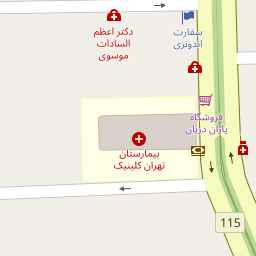 دکتر اعظم
السادات
موسوی
سفارت
اندونزی
فروشگاه
یاران دریان
بیمارستان
تهران کلینیک
115